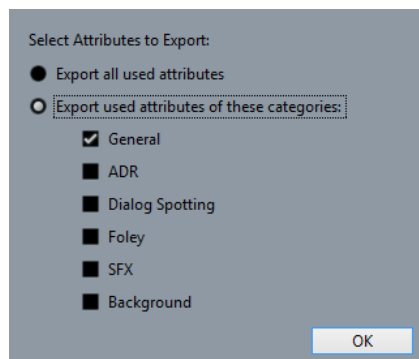 Select Attributes to Export:
Export all used attributes
Export used attributes of these categories:
General
ADR
Dialog Spotting
Foley
SFX
Background
OK